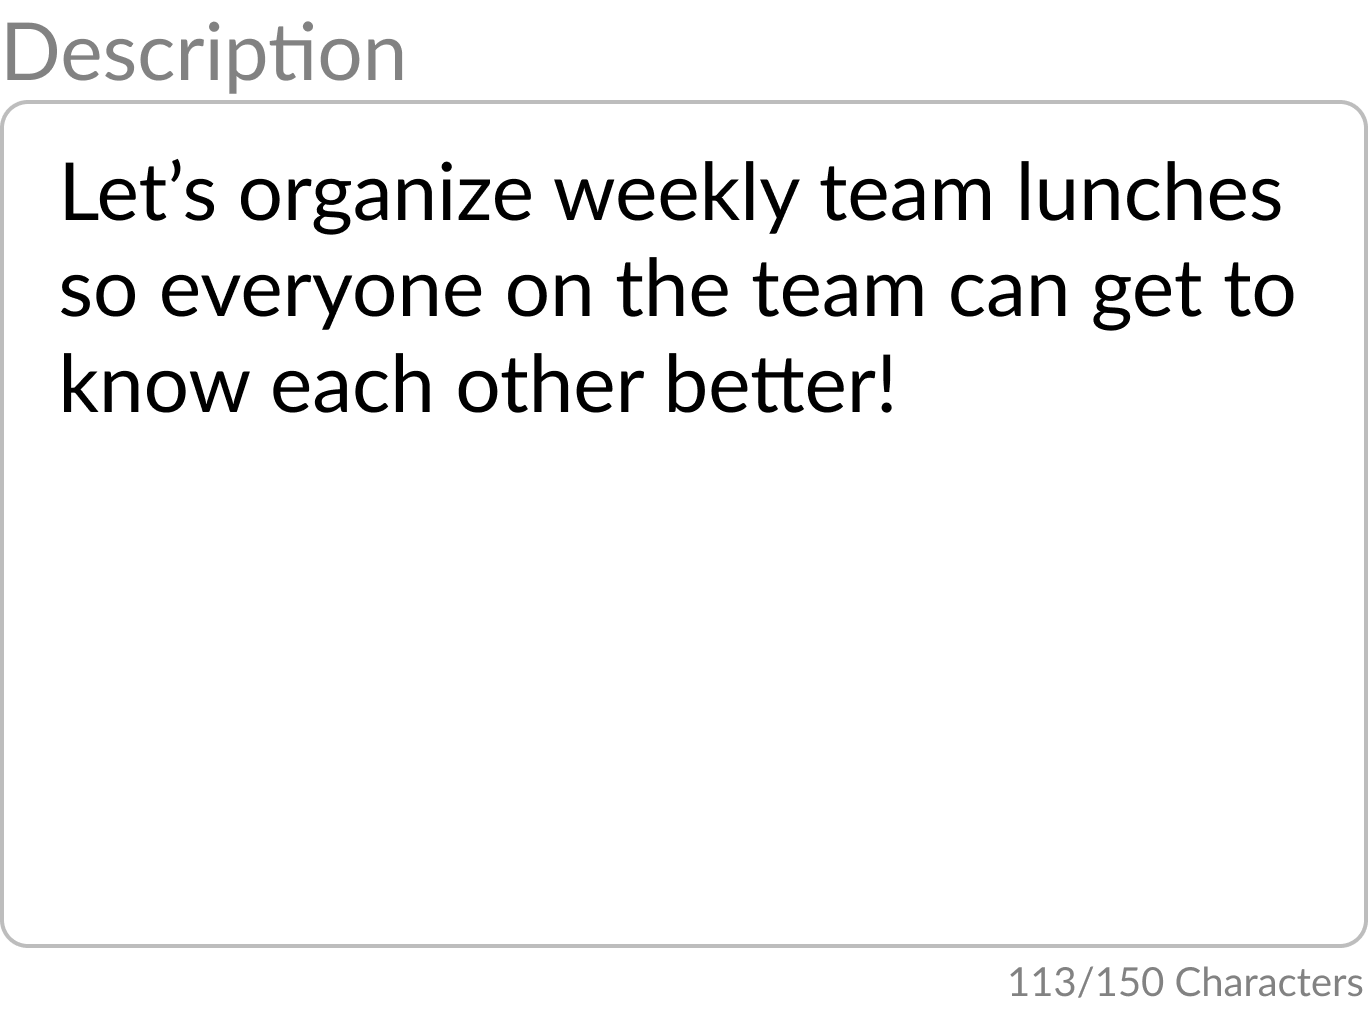 Description
Let’s organize weekly team lunches
so everyone on the team can get to
know each other better!
113/150 Characters